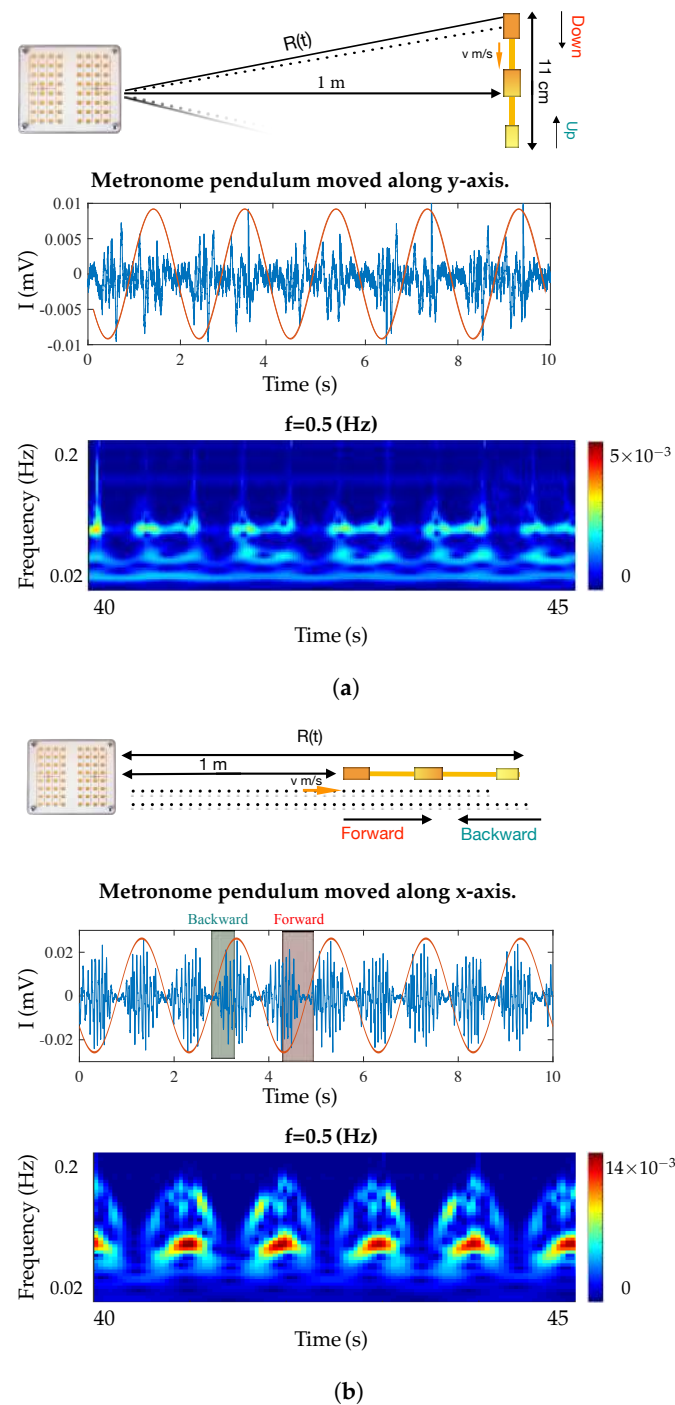 R(t)
1 m
v m/s
11 cm
Down
Up
Metronome pendulum moved along y-axis.
I (mV)
0.01
0.005
0
-0.005
-0.01
0 2 4 6 8 10
Time (s)
f=0.5 (Hz)
Frequency (Hz)
0.2
0.02
5×10⁻³
0
40 45
Time (s)
(a)
R(t)
1 m
v m/s
Forward Backward
Metronome pendulum moved along x-axis.
Backward Forward
I (mV)
0.02
0
-0.02
0 2 4 6 8 10
Time (s)
f=0.5 (Hz)
Frequency (Hz)
0.2
0.02
14×10⁻³
0
40 45
Time (s)
(b)